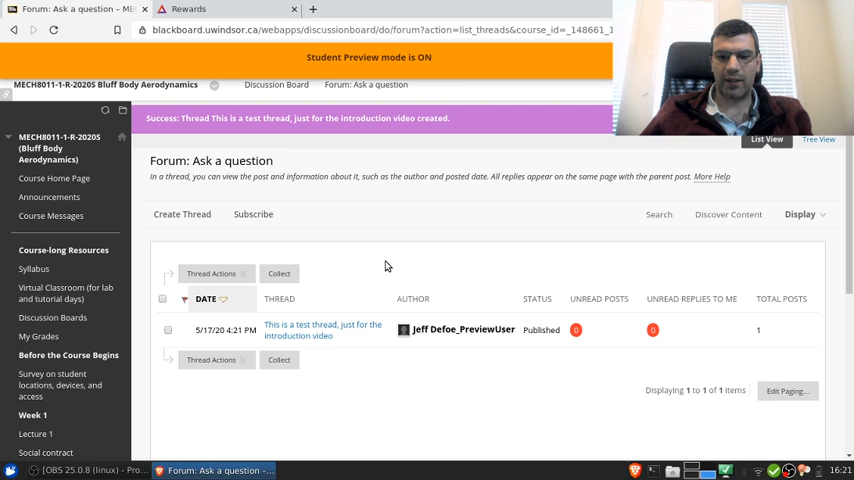 Forum: Ask a question – ME
Rewards
blackboard.uwindsor.ca/webapps/discussionboard/do/forum?action=list_threads&course_id=_148661_1
Student Preview mode is ON
MECH8011-1-R-2020S Bluff Body Aerodynamics
Discussion Board
Forum: Ask a question
Success: Thread This is a test thread, just for the introduction video created.
List View
Tree View
MECH8011-1-R-2020S
(Bluff Body
Aerodynamics)
Course Home Page
Announcements
Course Messages
Course-long Resources
Syllabus
Virtual Classroom (for lab
and tutorial days)
Discussion Boards
My Grades
Before the Course Begins
Survey on student
locations, devices, and
access
Week 1
Lecture 1
Social contract
Forum: Ask a question
In a thread, you can view the post and information about it, such as the author and posted date. All replies appear on the same page with the parent post. More Help
Create Thread
Subscribe
Search
Discover Content
Display
Thread Actions
Collect
DATE
THREAD
AUTHOR
STATUS
UNREAD POSTS
UNREAD REPLIES TO ME
TOTAL POSTS
5/17/20 4:21 PM
This is a test thread, just for the
introduction video
Jeff Defoe_PreviewUser
Published
0
0
1
Thread Actions
Collect
Displaying 1 to 1 of 1 items
Edit Paging...
[OBS 25.0.8 (linux) - Pro...
Forum: Ask a question –...
16:21